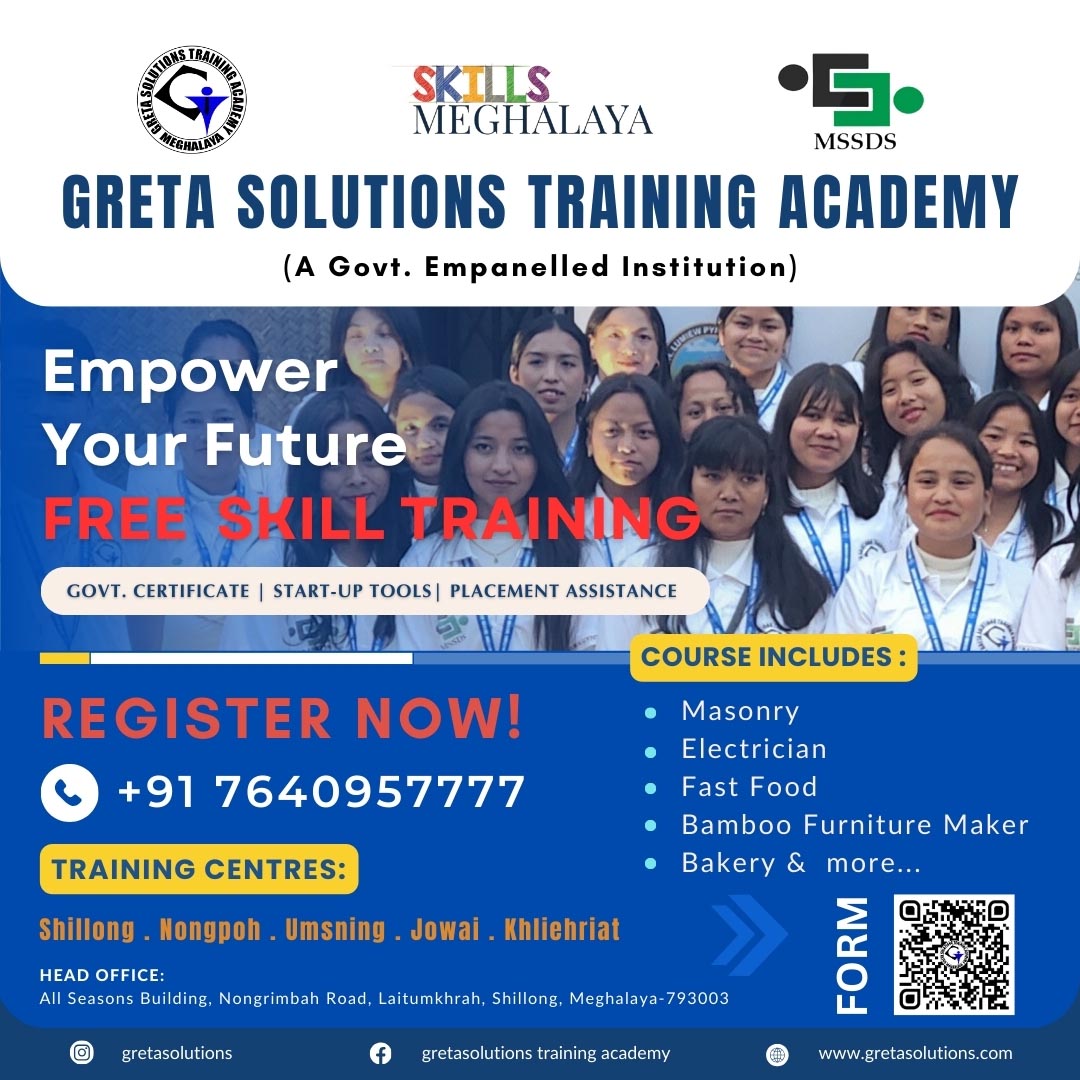 GRETA SOLUTIONS TRAINING ACADEMY
MEGHALAYA
SKILLS
MEGHALAYA
MSSDS
GRETA SOLUTIONS TRAINING ACADEMY
(A Govt. Empanelled Institution)
Empower
Your Future
FREE SKILL TRAINING
GOVT. CERTIFICATE | START-UP TOOLS| PLACEMENT ASSISTANCE
MSSDS
COURSE INCLUDES :
REGISTER NOW!
+91 7640957777
Masonry
Electrician
Fast Food
Bamboo Furniture Maker
Bakery & more...
TRAINING CENTRES:
Shillong . Nongpoh . Umsning . Jowai . Khliehriat
HEAD OFFICE:
All Seasons Building, Nongrimbah Road, Laitumkhrah, Shillong, Meghalaya-793003
FORM
gretasolutions
gretasolutions training academy
www.gretasolutions.com